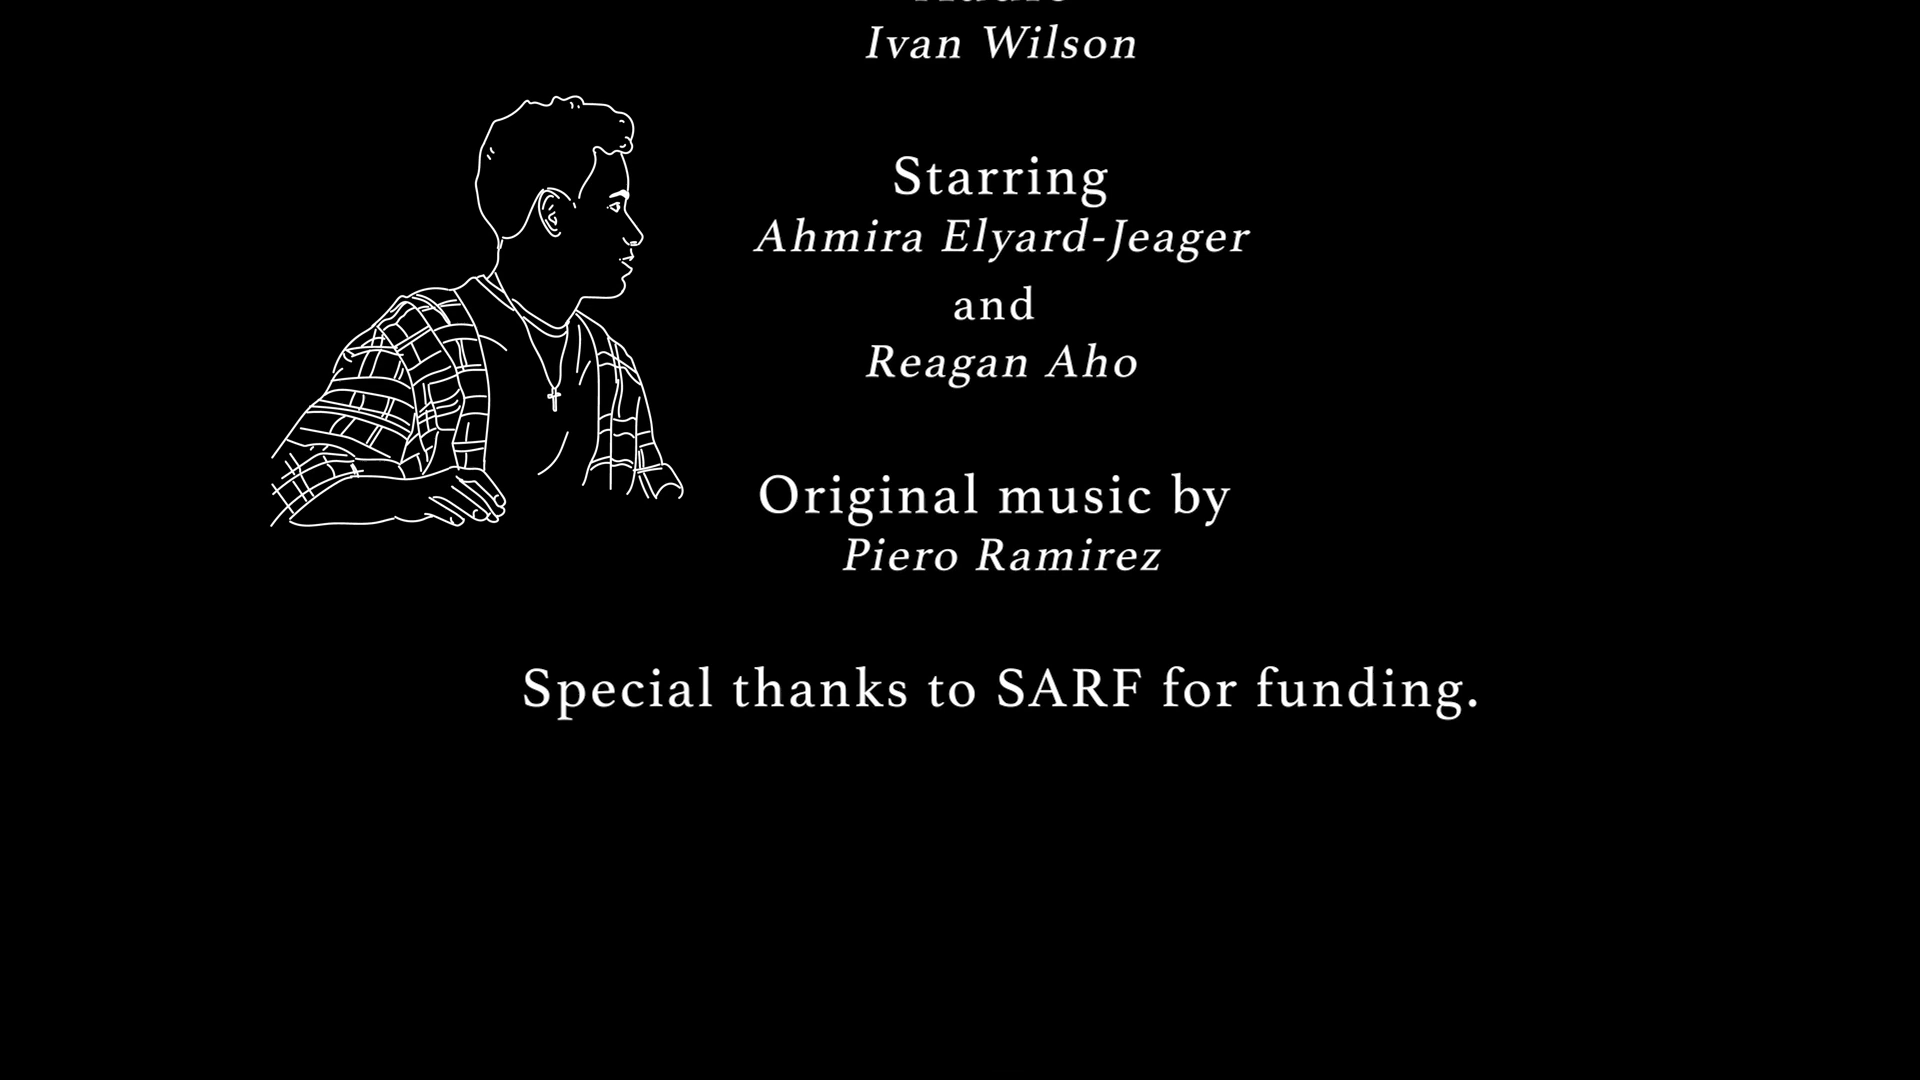 Ivan Wilson
Starring
Ahmira Elyard-Jeager
and
Reagan Aho
Original music by
Piero Ramirez
Special thanks to SARF for funding.